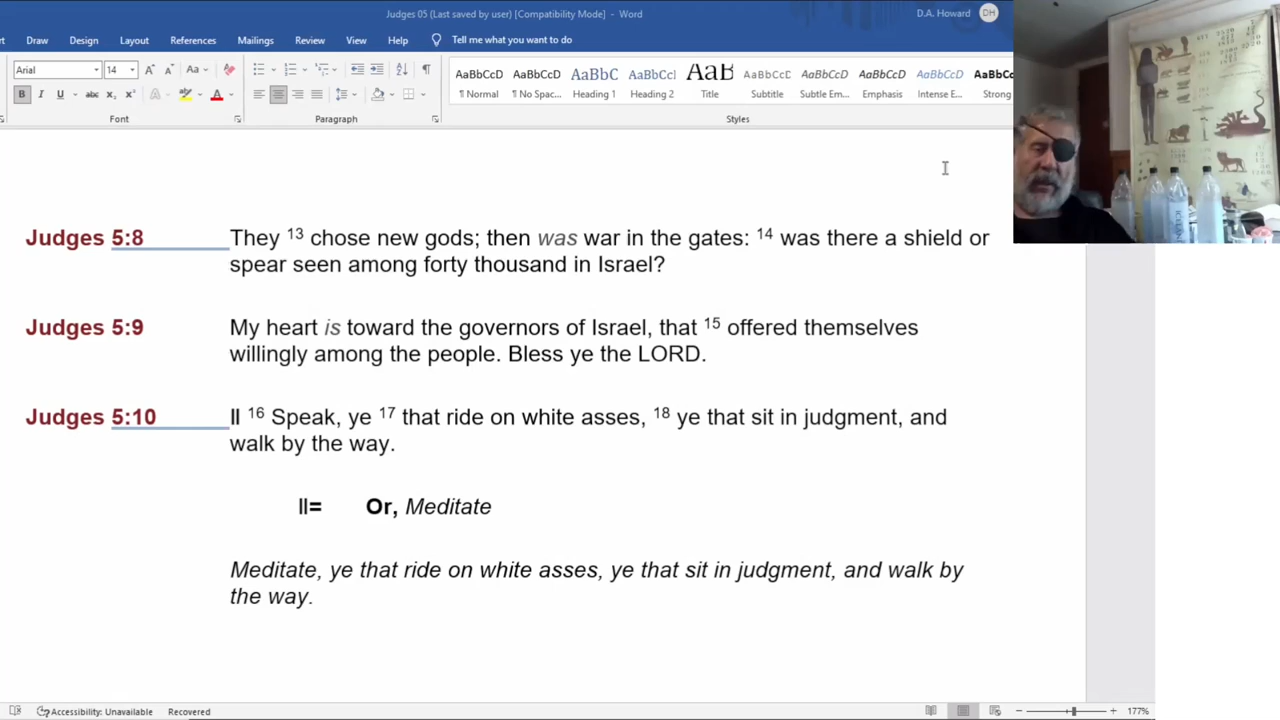 Judges 05 (Last saved by user) [Compatibility Mode] - Word
D.A. Howard DH
Draw Design Layout References Mailings Review View Help Tell me what you want to do
Arial 14 Aa
B I U abc x₂ x² A A
AaBbCcD AaBbCcD AaBbC AaBbCcI AaB AaBbCcD AaBbCcD AaBbCcD AaBbCcD AaBbCc
¶ Normal ¶ No Spac... Heading 1 Heading 2 Title Subtitle Subtle Em... Emphasis Intense E... Strong
Font Paragraph Styles
Judges 5:8 They 13 chose new gods; then was war in the gates: 14 was there a shield or
spear seen among forty thousand in Israel?
Judges 5:9 My heart is toward the governors of Israel, that 15 offered themselves
willingly among the people. Bless ye the LORD.
Judges 5:10 ǁ 16 Speak, ye 17 that ride on white asses, 18 ye that sit in judgment, and
walk by the way.
ǁ= Or, Meditate
Meditate, ye that ride on white asses, ye that sit in judgment, and walk by
the way.
Accessibility: Unavailable Recovered 177%